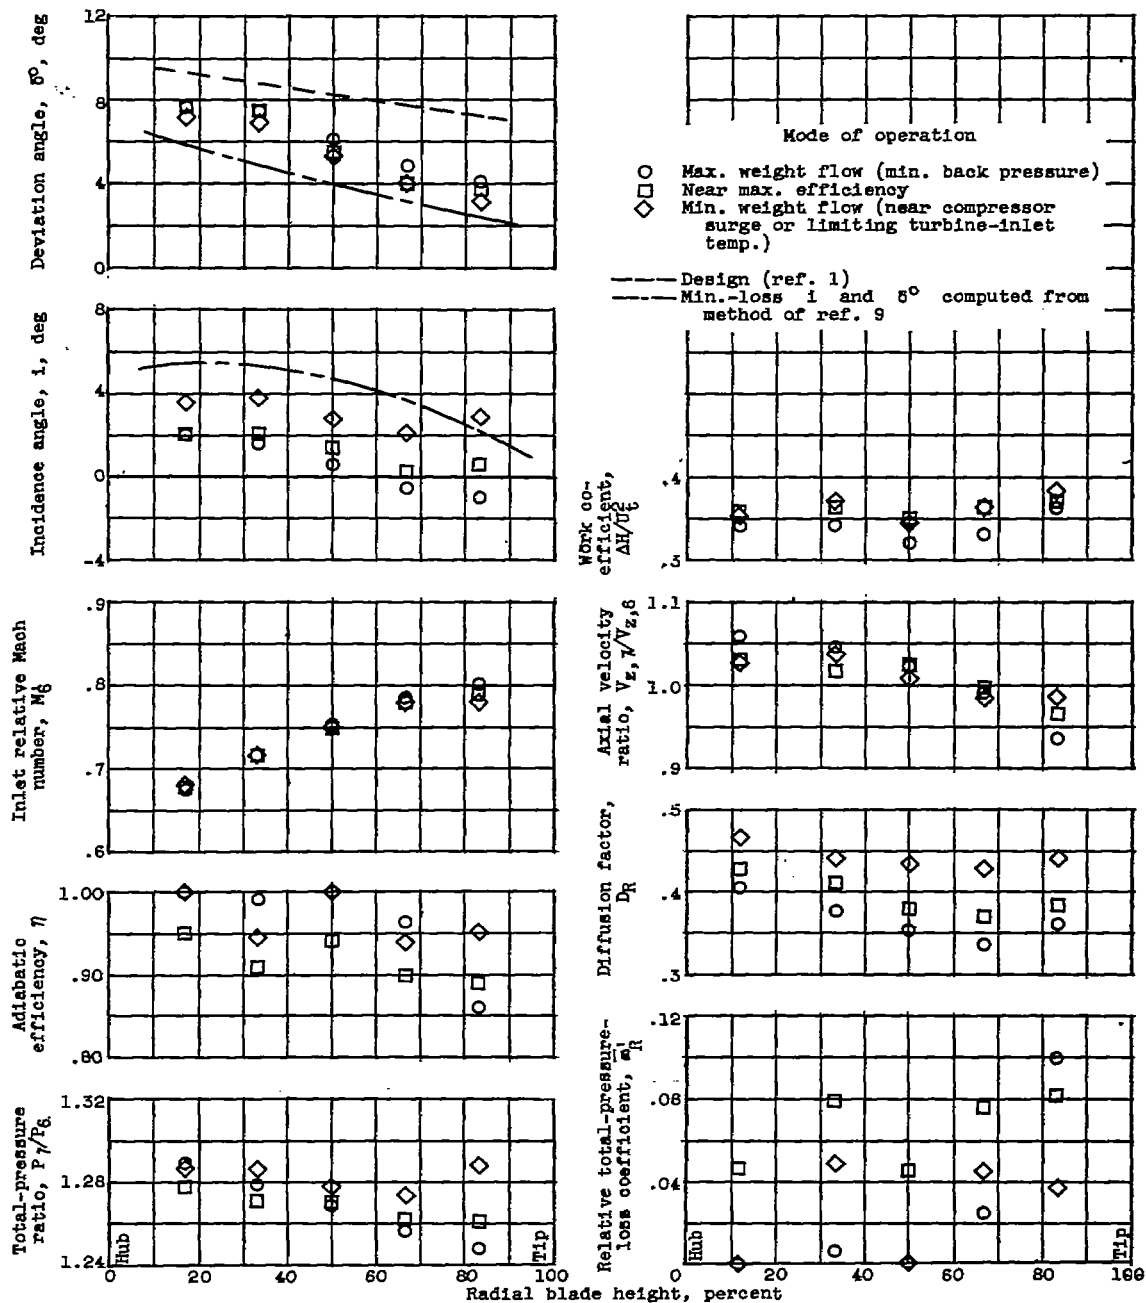 Deviation angle, δ°, deg
12
8
4
0
Mode of operation
Max. weight flow (min. back pressure)
Near max. efficiency
Min. weight flow (near compressor
surge or limiting turbine-inlet
temp.)
Design (ref. 1)
Min.-loss i and δ° computed from
method of ref. 9
Incidence angle, i, deg
8
4
0
-4
Work co-
efficient,
ΔH/U²t
.4
.3
Inlet relative Mach
number, M'6
.9
.8
.7
.6
Axial velocity
ratio, Vz,7/Vz,6
1.1
1.0
.9
Adiabatic
efficiency, η
1.00
.90
.80
Diffusion factor,
DR
.5
.4
.3
Total-pressure
ratio, P7/P6
1.32
1.28
1.24
Hub
Tip
0 20 40 60 80 100
Relative total-pressure-
loss coefficient, ω̄'R
.12
.08
.04
0
Hub
Tip
20 40 60 80 100
Radial blade height, percent